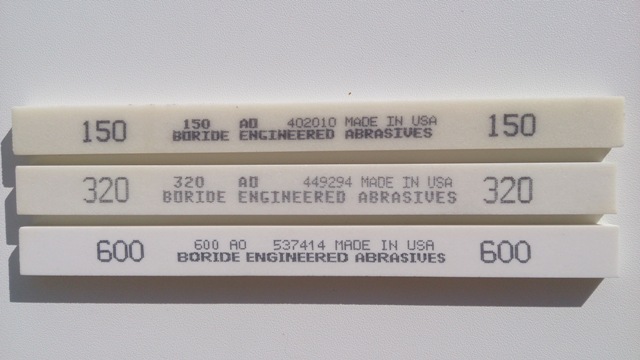 150 150 AO 402010 MADE IN USA 150
BORIDE ENGINEERED ABRASIVES
320 320 AO 449294 MADE IN USA 320
BORIDE ENGINEERED ABRASIVES
600 600 AO 537414 MADE IN USA 600
BORIDE ENGINEERED ABRASIVES